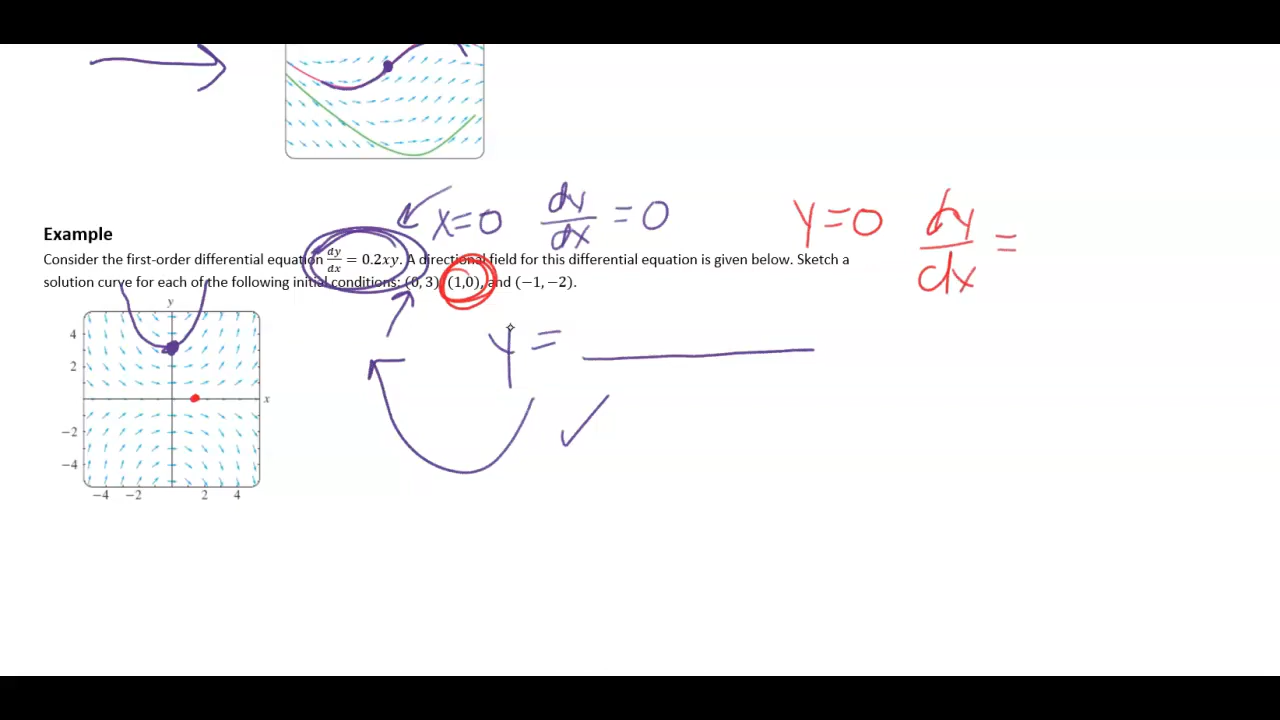 x=0 dy/dx = 0 y=0 dy/dx =
Example
Consider the first-order differential equation dy/dx = 0.2xy. A directional field for this differential equation is given below. Sketch a
solution curve for each of the following initial conditions: (0, 3), (1,0), and (−1, −2).
y
4
2
x
−2
−4
−4 −2 2 4
y =